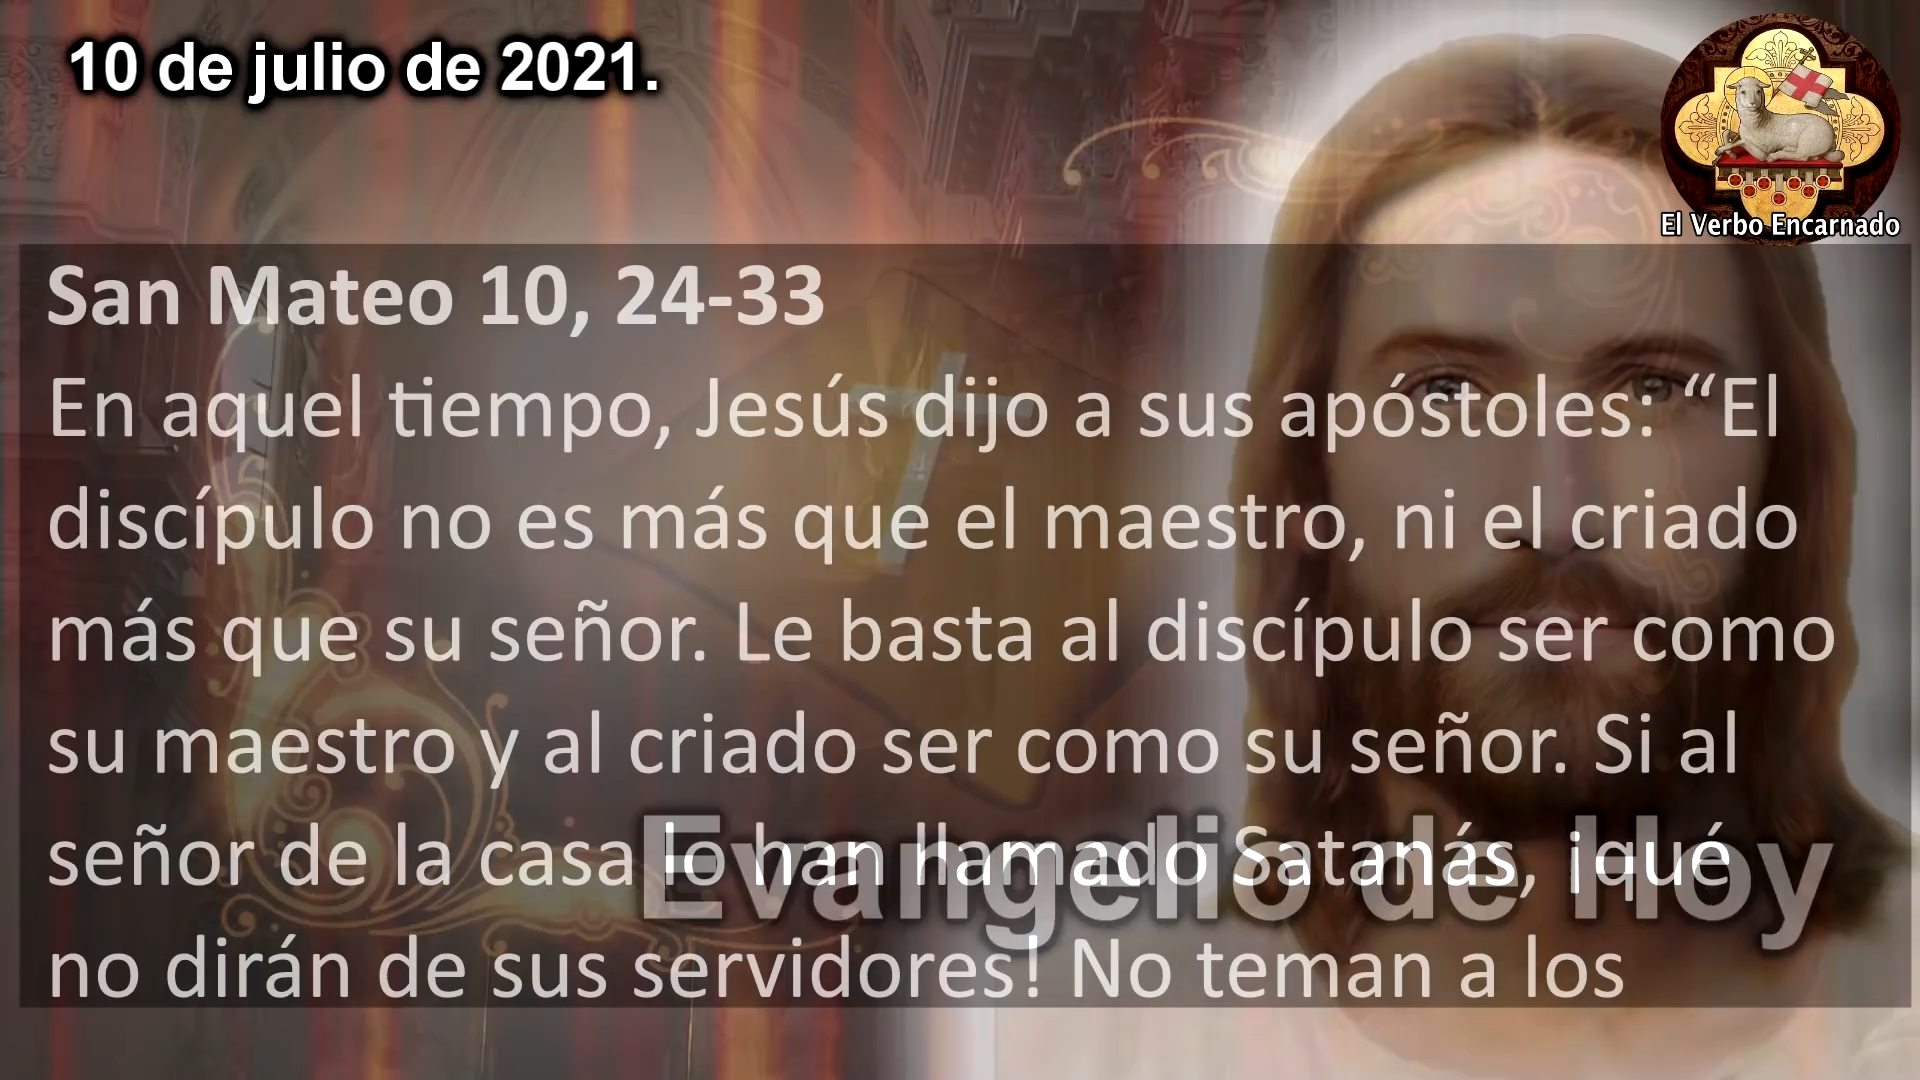 10 de julio de 2021.
El Verbo Encarnado
San Mateo 10, 24-33
En aquel tiempo, Jesús dijo a sus apóstoles: “El
discípulo no es más que el maestro, ni el criado
más que su señor. Le basta al discípulo ser como
su maestro y al criado ser como su señor. Si al
señor de la casa lo han llamado Satanás, ¡qué
no dirán de sus servidores! No teman a los
Evangelio de Hoy